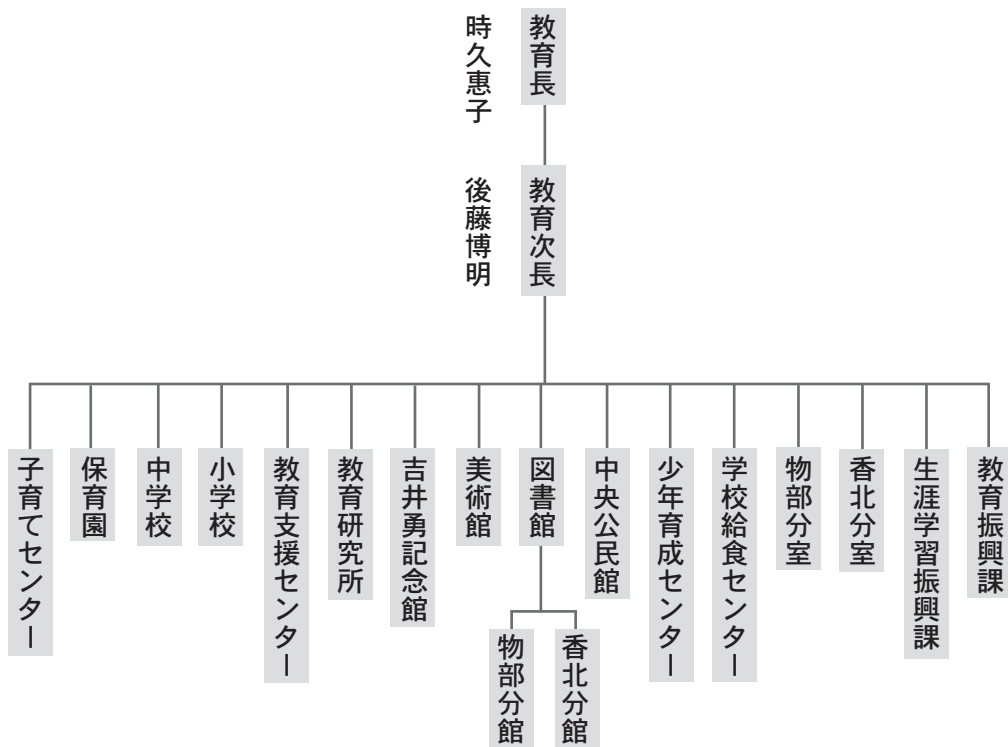 教育長
時久惠子
教育次長
後藤博明
教育振興課
生涯学習振興課
香北分室
物部分室
学校給食センター
少年育成センター
中央公民館
図書館
香北分館
物部分館
美術館
吉井勇記念館
教育研究所
教育支援センター
小学校
中学校
保育園
子育てセンター